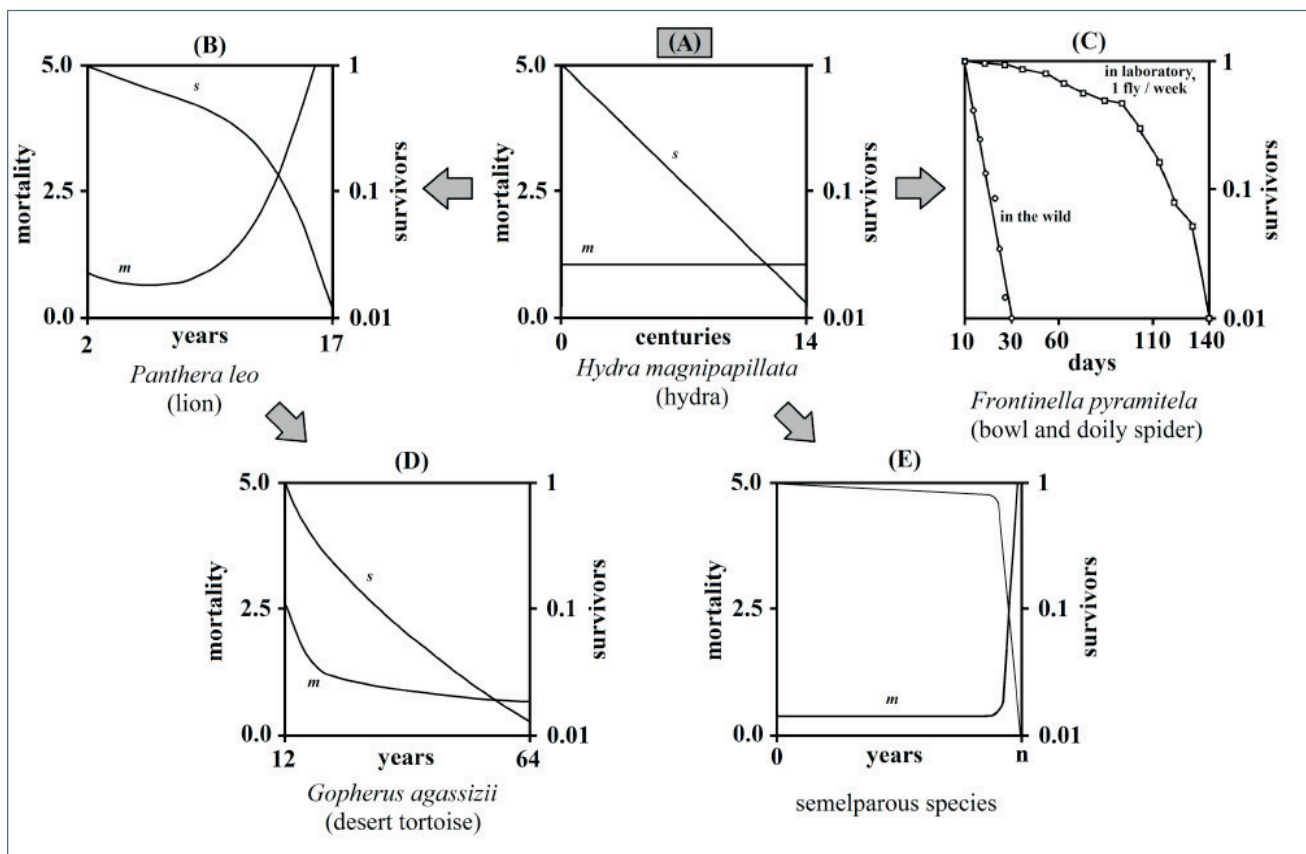 (B)
5.0
2.5
0.0
mortality
s
m
1
0.1
0.01
survivors
2
years
17
Panthera leo
(lion)
(A)
5.0
2.5
0.0
mortality
s
m
1
0.1
0.01
survivors
0
centuries
14
Hydra magnipapillata
(hydra)
(C)
in laboratory,
1 fly / week
in the wild
1
0.1
0.01
survivors
10
30
60
110
140
days
Frontinella pyramitela
(bowl and doily spider)
(D)
5.0
2.5
0.0
mortality
s
m
1
0.1
0.01
survivors
12
years
64
Gopherus agassizii
(desert tortoise)
(E)
5.0
2.5
0.0
mortality
m
1
0.1
0.01
survivors
0
years
n
semelparous species